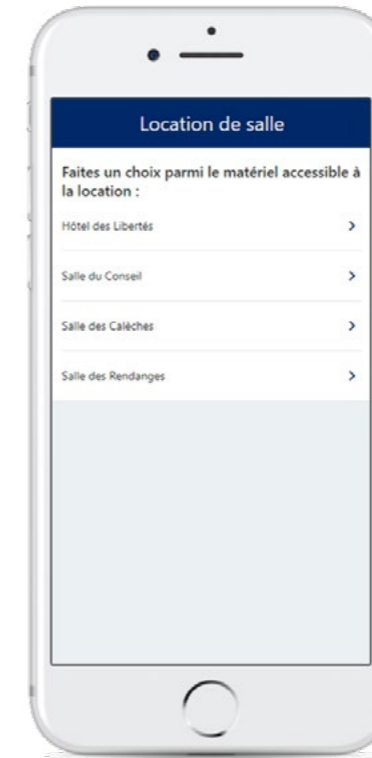 Location de salle
Faites un choix parmi le matériel accessible à
la location :
Hôtel des Libertés
Salle du Conseil
Salle des Calèches
Salle des Rendanges